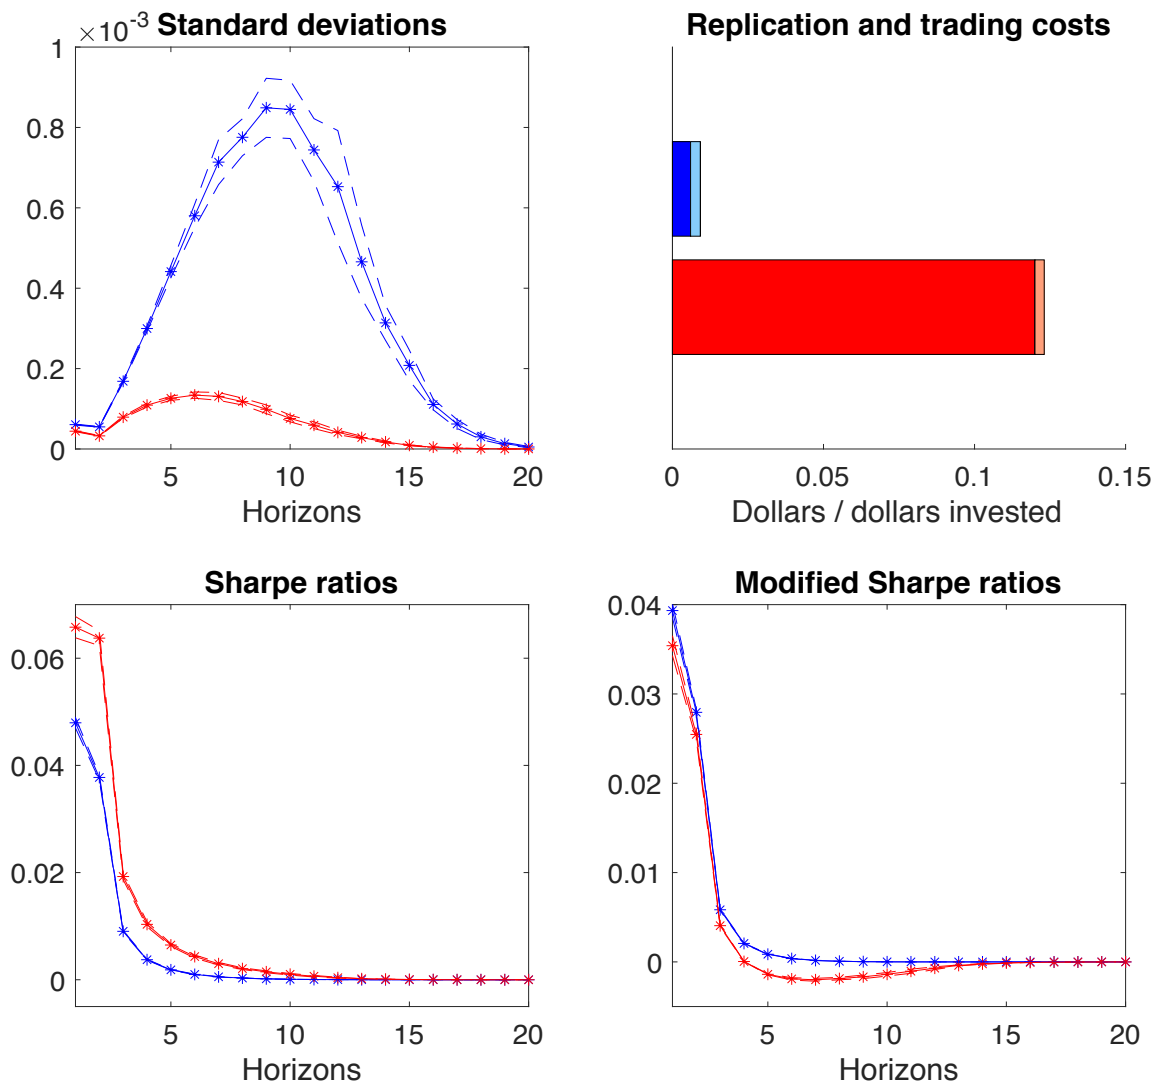 ×10⁻³ Standard deviations
1
0.8
0.6
0.4
0.2
0
5 10 15 20
Horizons
Replication and trading costs
0 0.05 0.1 0.15
Dollars / dollars invested
Sharpe ratios
0.06
0.04
0.02
0
5 10 15 20
Horizons
Modified Sharpe ratios
0.04
0.03
0.02
0.01
0
5 10 15 20
Horizons